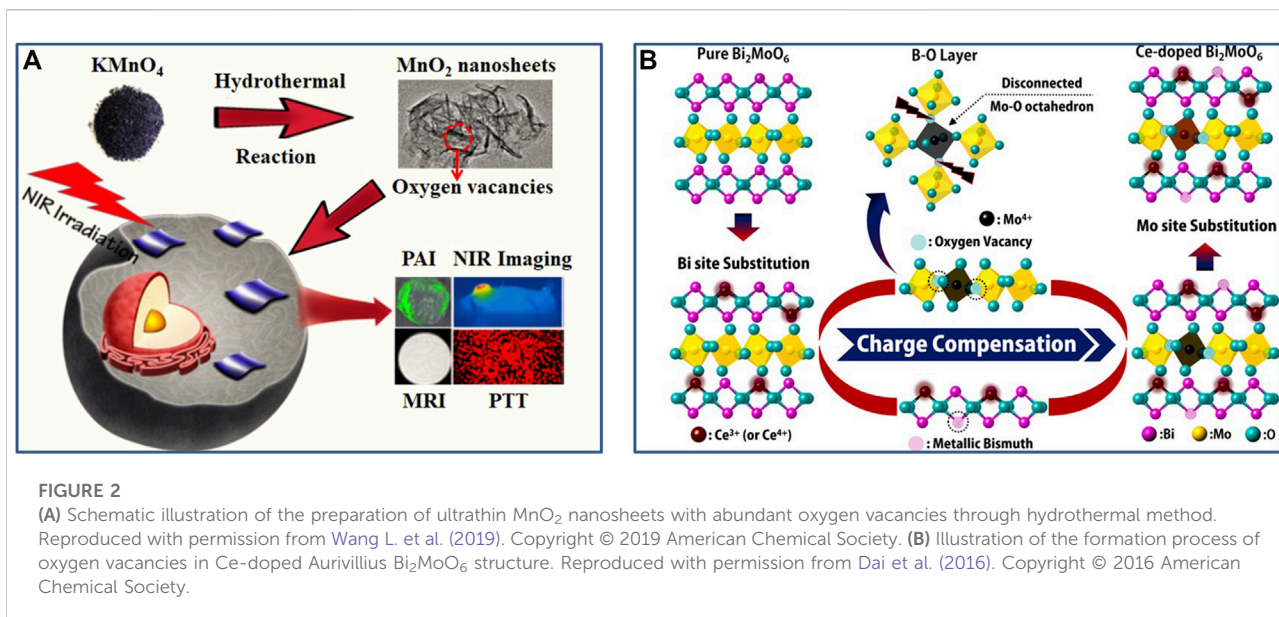 A
KMnO₄
Hydrothermal
Reaction
MnO₂ nanosheets
Oxygen vacancies
NIR Irradiation
PAI
NIR Imaging
MRI
PTT
B
Pure Bi₂MoO₆
B-O Layer
Disconnected
Mo-O octahedron
Ce-doped Bi₂MoO₆
: Mo⁴⁺
: Oxygen Vacancy
Bi site Substitution
Mo site Substitution
Charge Compensation
: Ce³⁺ (or Ce⁴⁺)
: Metallic Bismuth
:Bi
:Mo
:O
FIGURE 2
(A) Schematic illustration of the preparation of ultrathin MnO₂ nanosheets with abundant oxygen vacancies through hydrothermal method.
Reproduced with permission from Wang L. et al. (2019). Copyright © 2019 American Chemical Society. (B) Illustration of the formation process of
oxygen vacancies in Ce-doped Aurivillius Bi₂MoO₆ structure. Reproduced with permission from Dai et al. (2016). Copyright © 2016 American
Chemical Society.